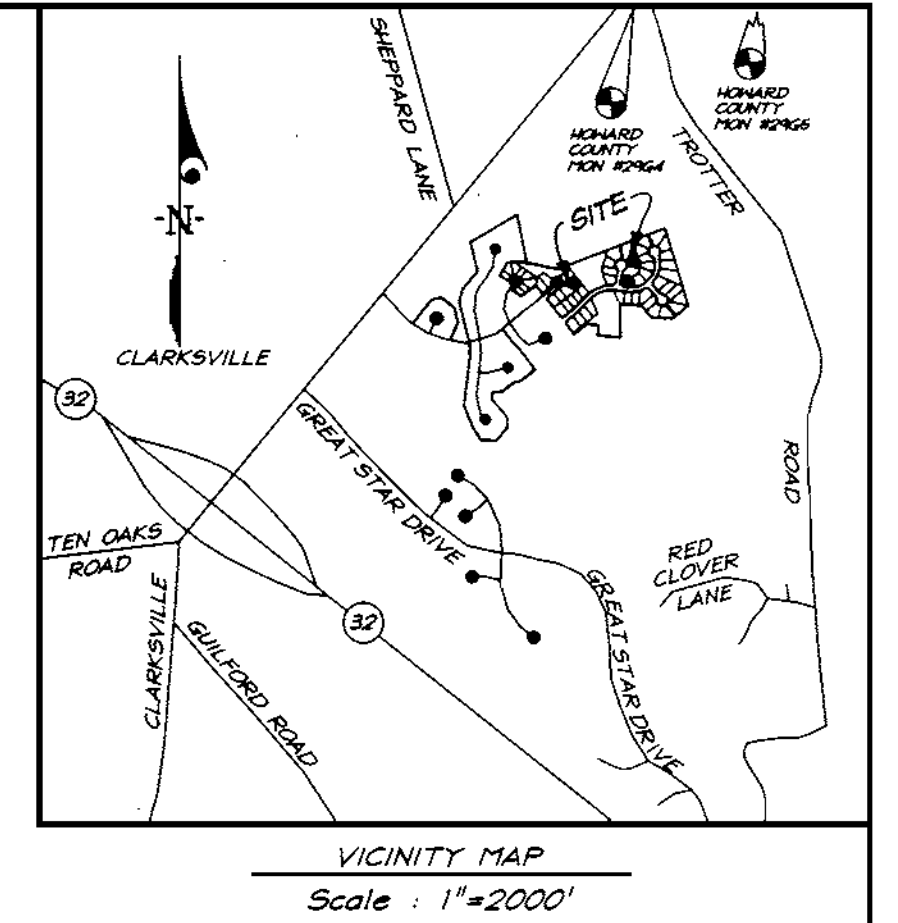 SHEPPARD LANE
HOWARD
COUNTY
MON #29G5
HOWARD
COUNTY
MON #29G4
TROTTER
SITE
-N-
CLARKSVILLE
32
GREAT STAR DRIVE
ROAD
TEN OAKS
ROAD
RED
CLOVER
LANE
CLARKSVILLE
32
GUILFORD ROAD
GREAT STAR DRIVE
VICINITY MAP
Scale : 1"=2000'